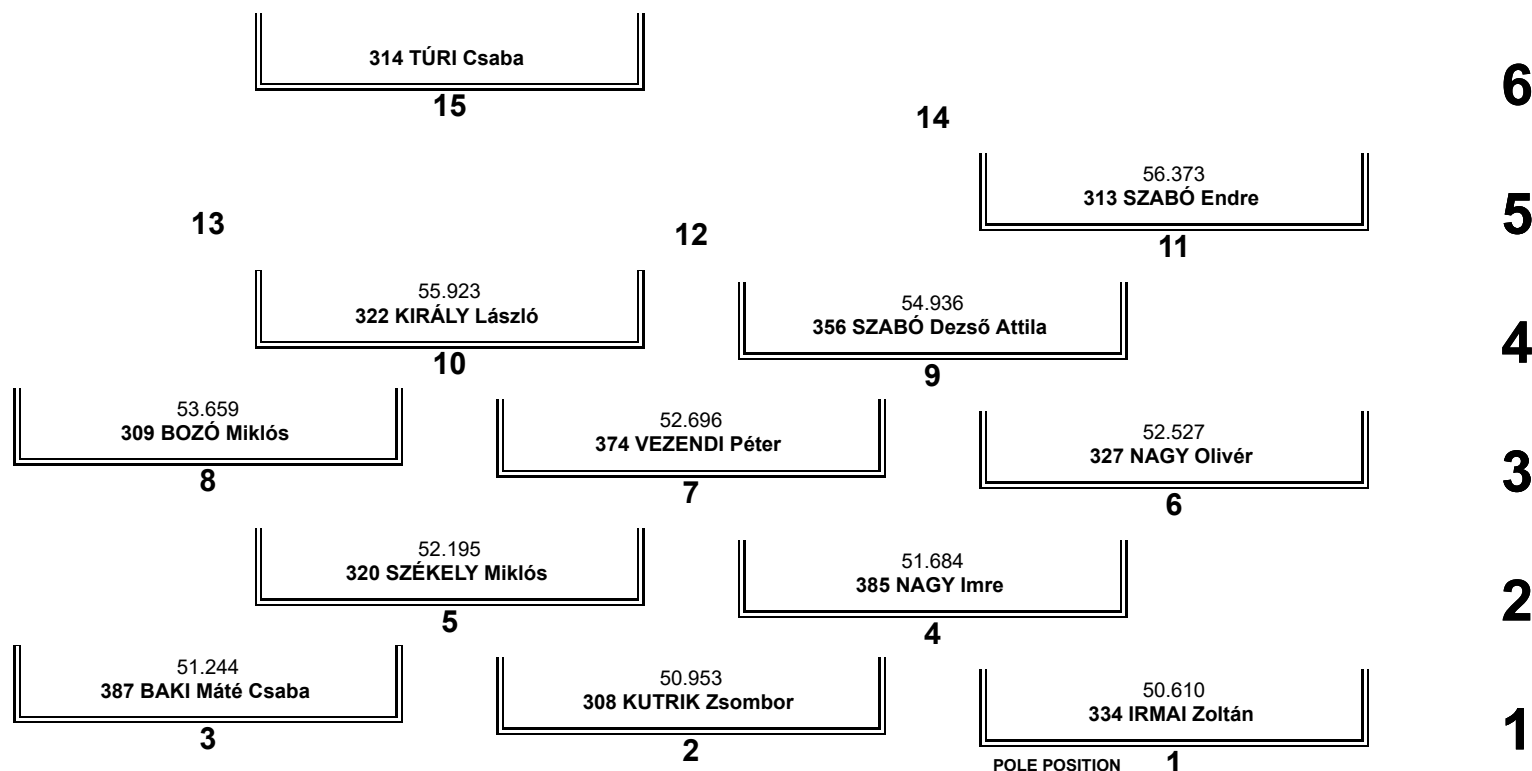 314 TÚRI Csaba
15
14
6
56.373
313 SZABÓ Endre
11
13
12
5
55.923
322 KIRÁLY László
10
54.936
356 SZABÓ Dezső Attila
9
4
53.659
309 BOZÓ Miklós
8
52.696
374 VEZENDI Péter
7
52.527
327 NAGY Olivér
6
3
52.195
320 SZÉKELY Miklós
5
51.684
385 NAGY Imre
4
2
51.244
387 BAKI Máté Csaba
3
50.953
308 KUTRIK Zsombor
2
50.610
334 IRMAI Zoltán
POLE POSITION 1
1